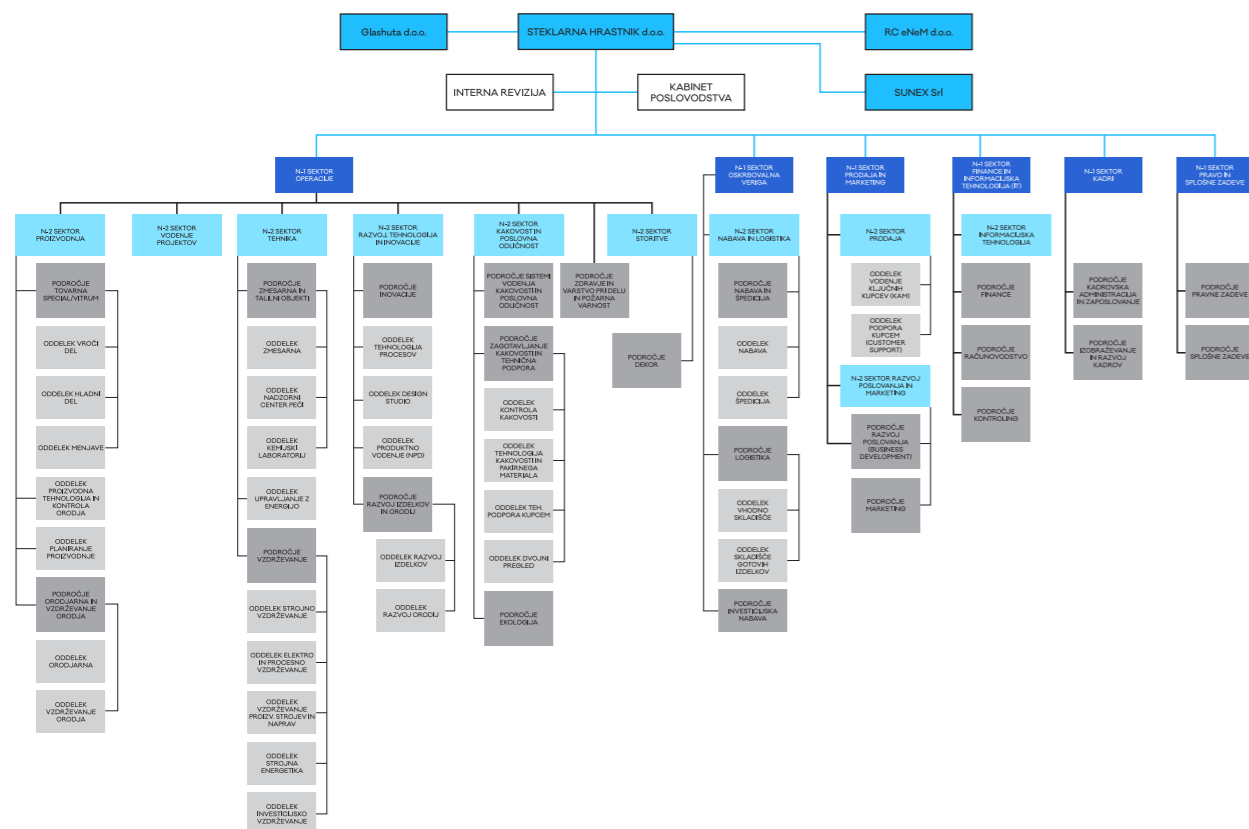 Glashuta d.o.o.
STEKLARNA HRASTNIK d.o.o.
RC eNeM d.o.o.
INTERNA REVIZIJA
KABINET
POSLOVODSTVA
SUNEX Srl
N-1 SEKTOR
OPERACIJE
N-1 SEKTOR
OSKRBOVALNA
VERIGA
N-1 SEKTOR
PRODAJA IN
MARKETING
N-1 SEKTOR
FINANCE IN
INFORMACIJSKA
TEHNOLOGIJA (IT)
N-1 SEKTOR
KADRI
N-1 SEKTOR
PRAVO IN
SPLOŠNE ZADEVE
N-2 SEKTOR
PROIZVODNJA
N-2 SEKTOR
VODENJE
PROJEKTOV
N-2 SEKTOR
TEHNIKA
N-2 SEKTOR
RAZVOJ, TEHNOLOGIJA
IN INOVACIJE
N-2 SEKTOR
KAKOVOST IN
POSLOVNA
ODLIČNOST
N-2 SEKTOR
STORITVE
N-2 SEKTOR
NABAVA IN LOGISTIKA
N-2 SEKTOR
PRODAJA
N-2 SEKTOR
INFORMACIJSKA
TEHNOLOGIJA
PODROČJE
TOVARNA
SPECIAL/VITRUM
ODDELEK VROČI
DEL
ODDELEK HLADNI
DEL
ODDELEK MENJAVE
ODDELEK
PROIZVODNA
TEHNOLOGIJA IN
KONTROLA
ORODJA
ODDELEK
PLANIRANJE
PROIZVODNJE
PODROČJE
ORODJARNA IN
VZDRŽEVANJE
ORODJA
ODDELEK
ORODJARNA
ODDELEK
VZDRŽEVANJE
ORODJA
PODROČJE
ZMESARNA IN
TALILNI OBJEKTI
ODDELEK
ZMESARNA
ODDELEK
NADZORNI
CENTER PEČI
ODDELEK
KEMIJSKI
LABORATORIJ
ODDELEK
UPRAVLJANJE Z
ENERGIJO
PODROČJE
VZDRŽEVANJE
ODDELEK STROJNO
VZDRŽEVANJE
ODDELEK ELEKTRO
IN PROCESNO
VZDRŽEVANJE
ODDELEK
VZDRŽEVANJE
PROIZV. STROJEV IN
NAPRAV
ODDELEK
STROJNA
ENERGETIKA
ODDELEK
INVESTICIJSKO
VZDRŽEVANJE
PODROČJE
INOVACIJE
ODDELEK
TEHNOLOGIJA
PROCESOV
ODDELEK DESIGN
STUDIO
ODDELEK
PRODUKTNO
VODENJE (NPD)
PODROČJE
RAZVOJ IZDELKOV
IN ORODIJ
ODDELEK RAZVOJ
IZDELKOV
ODDELEK
RAZVOJ ORODIJ
PODROČJE SISTEMI
VODENJA
KAKOVOSTI IN
POSLOVNA
ODLIČNOST
PODROČJE
ZAGOTAVLJANJE
KAKOVOSTI IN
TEHNIČNA
PODPORA
ODDELEK
KONTROLA
KAKOVOSTI
ODDELEK
TEHNOLOGIJA
KAKOVOSTI IN
PAKIRNEGA
MATERIALA
ODDELEK TEH.
PODPORA KUPCEM
ODDELEK DVOJNI
PREGLED
PODROČJE
EKOLOGIJA
PODROČJE
ZDRAVJE IN
VARSTVO PRI DELU
IN POŽARNA
VARNOST
PODROČJE
DEKOR
PODROČJE
NABAVA IN
ŠPEDICIJA
ODDELEK
NABAVA
ODDELEK
ŠPEDICIJA
PODROČJE
LOGISTIKA
ODDELEK
VHODNO
SKLADIŠČE
ODDELEK
SKLADIŠČE
GOTOVIH
IZDELKOV
PODROČJE
INVESTICIJSKA
NABAVA
ODDELEK
VODENJE
KLJUČNIH
KUPCEV (KAM)
ODDELEK
PODPORA
KUPCEM
(CUSTOMER
SUPPORT)
N-2 SEKTOR RAZVOJ
POSLOVANJA IN
MARKETING
PODROČJE
RAZVOJ
POSLOVANJA
(BUSINESS
DEVELOPMENT)
PODROČJE
MARKETING
PODROČJE
FINANCE
PODROČJE
RAČUNOVODSTVO
PODROČJE
KONTROLING
PODROČJE
KADROVSKA
ADMINISTRACIJA
IN ZAPOSLOVANJE
PODROČJE
IZOBRAŽEVANJE
IN RAZVOJ
KADROV
PODROČJE
PRAVNE ZADEVE
PODROČJE
SPLOŠNE ZADEVE